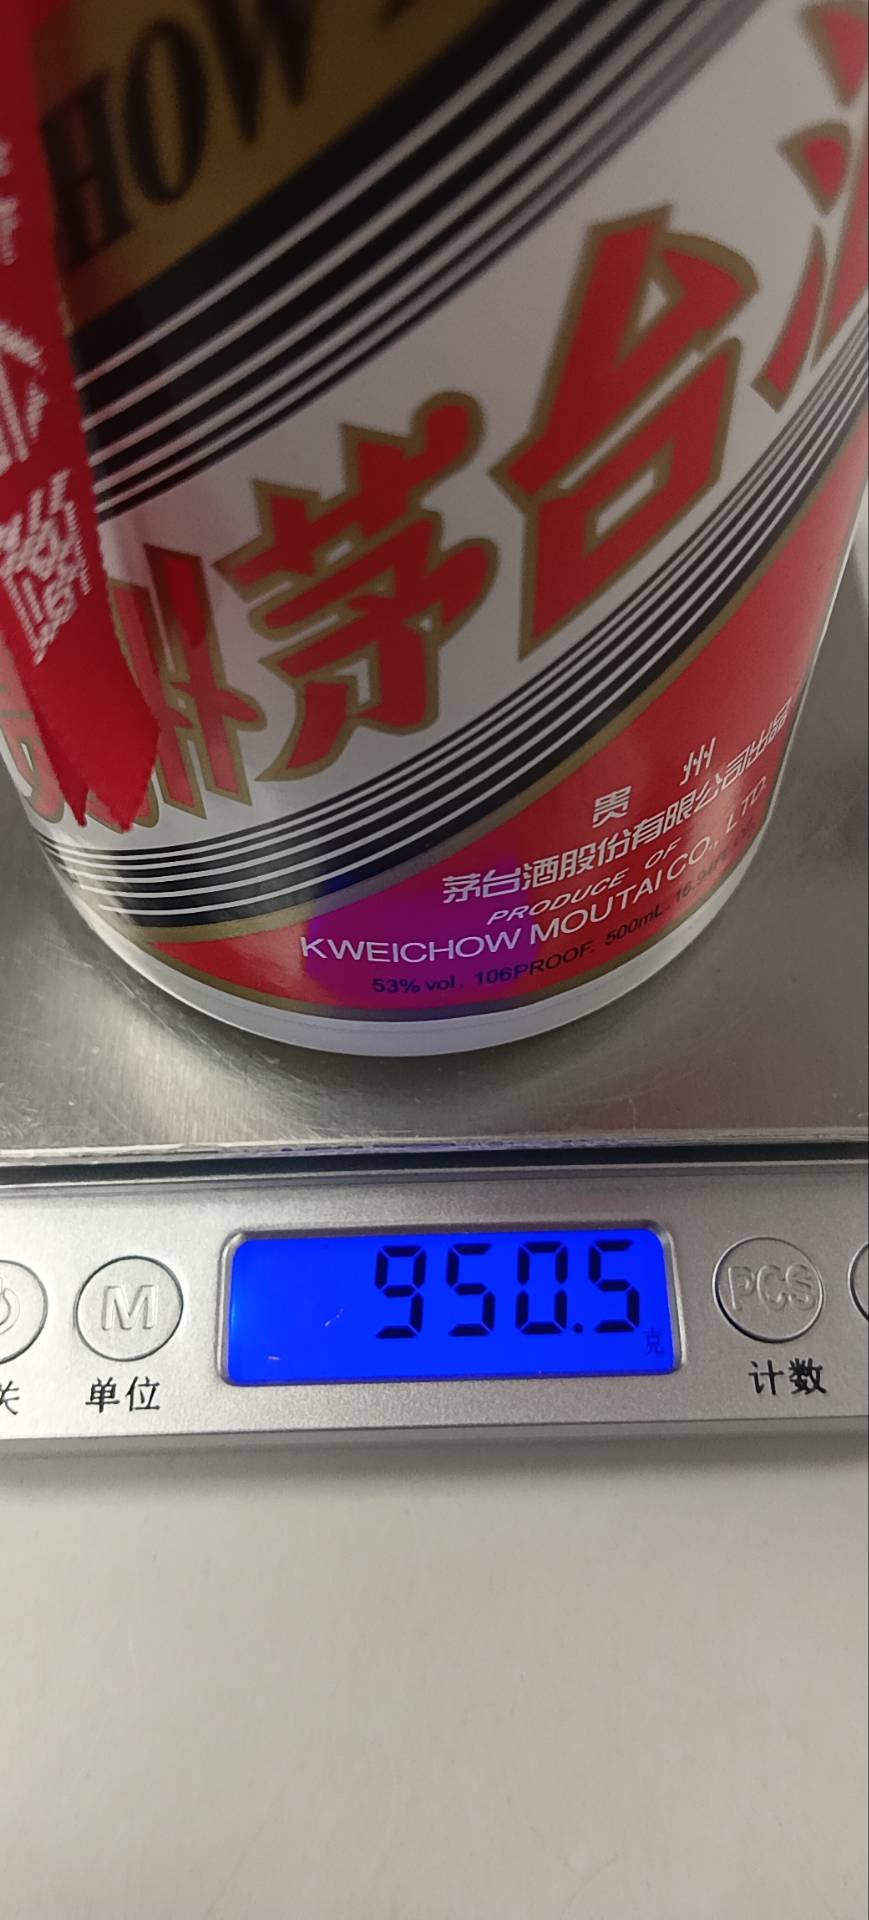 HOW
茅台
贵州
茅台酒股份有限公司出品
PRODUCE OF
KWEICHOW MOUTAI CO., LTD.
53% vol. 106PROOF. 500mL.
950.5
克
M
PCS
单位
计数